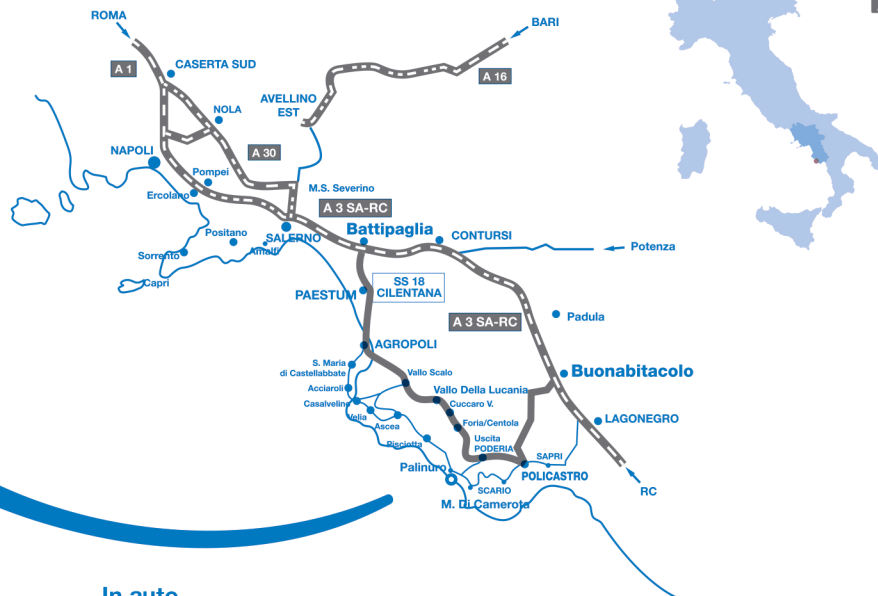 ROMA
BARI
A 1
CASERTA SUD
A 16
AVELLINO
EST
NOLA
NAPOLI
A 30
Pompei
Ercolano
M.S. Severino
A 3 SA-RC
Positano
SALERNO
Amalfi
Battipaglia
CONTURSI
Potenza
Sorrento
Capri
SS 18
CILENTANA
PAESTUM
A 3 SA-RC
Padula
AGROPOLI
S. Maria
di Castellabbate
Vallo Scalo
Buonabitacolo
Acciaroli
Vallo Della Lucania
Casalvelino
Cuccaro V.
Velia
Ascea
Foria/Centola
LAGONEGRO
Pisciotta
Uscita
PODERIA
SAPRI
Palinuro
POLICASTRO
SCARIO
RC
M. Di Camerota
In auto